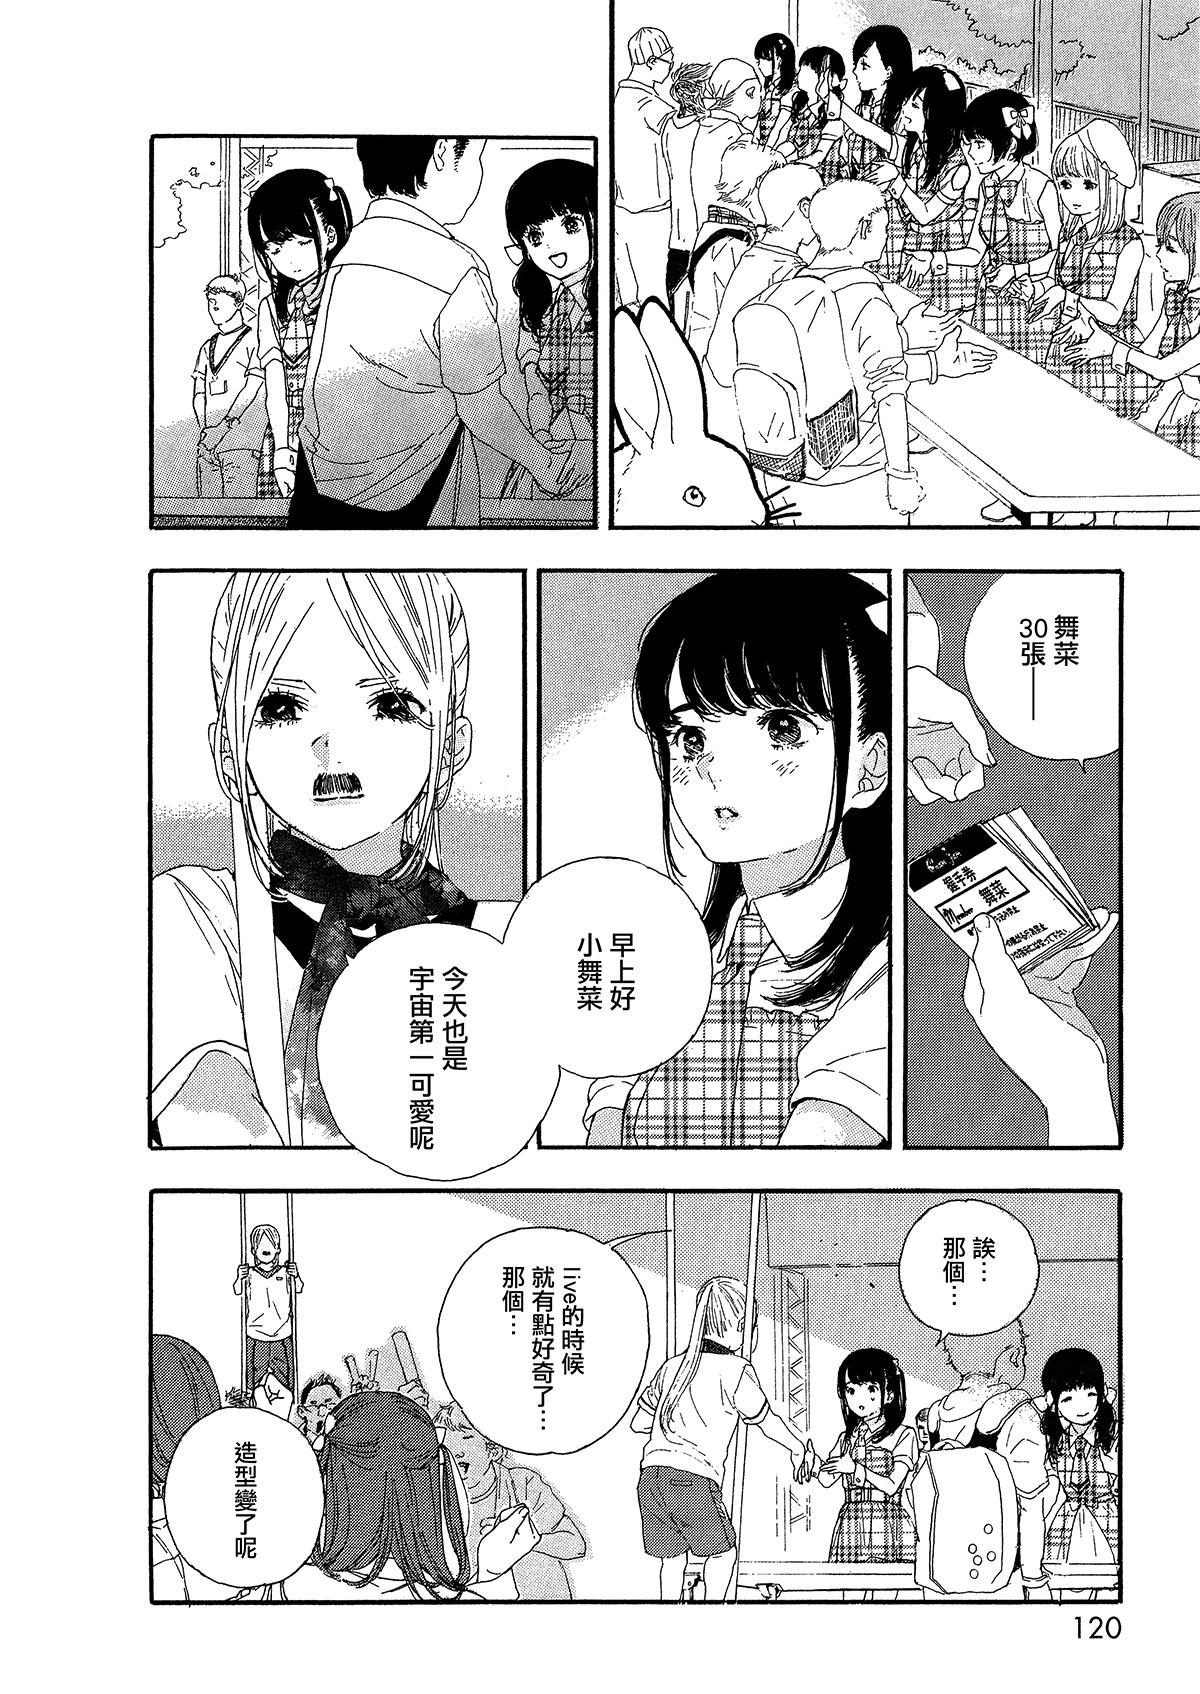 舞菜
30張——
握手券
舞菜
Member
早上好
小舞菜
今天也是
宇宙第一可愛呢
誒…
那個…
live的時候
就有點好奇了…
那個…
造型變了呢
120